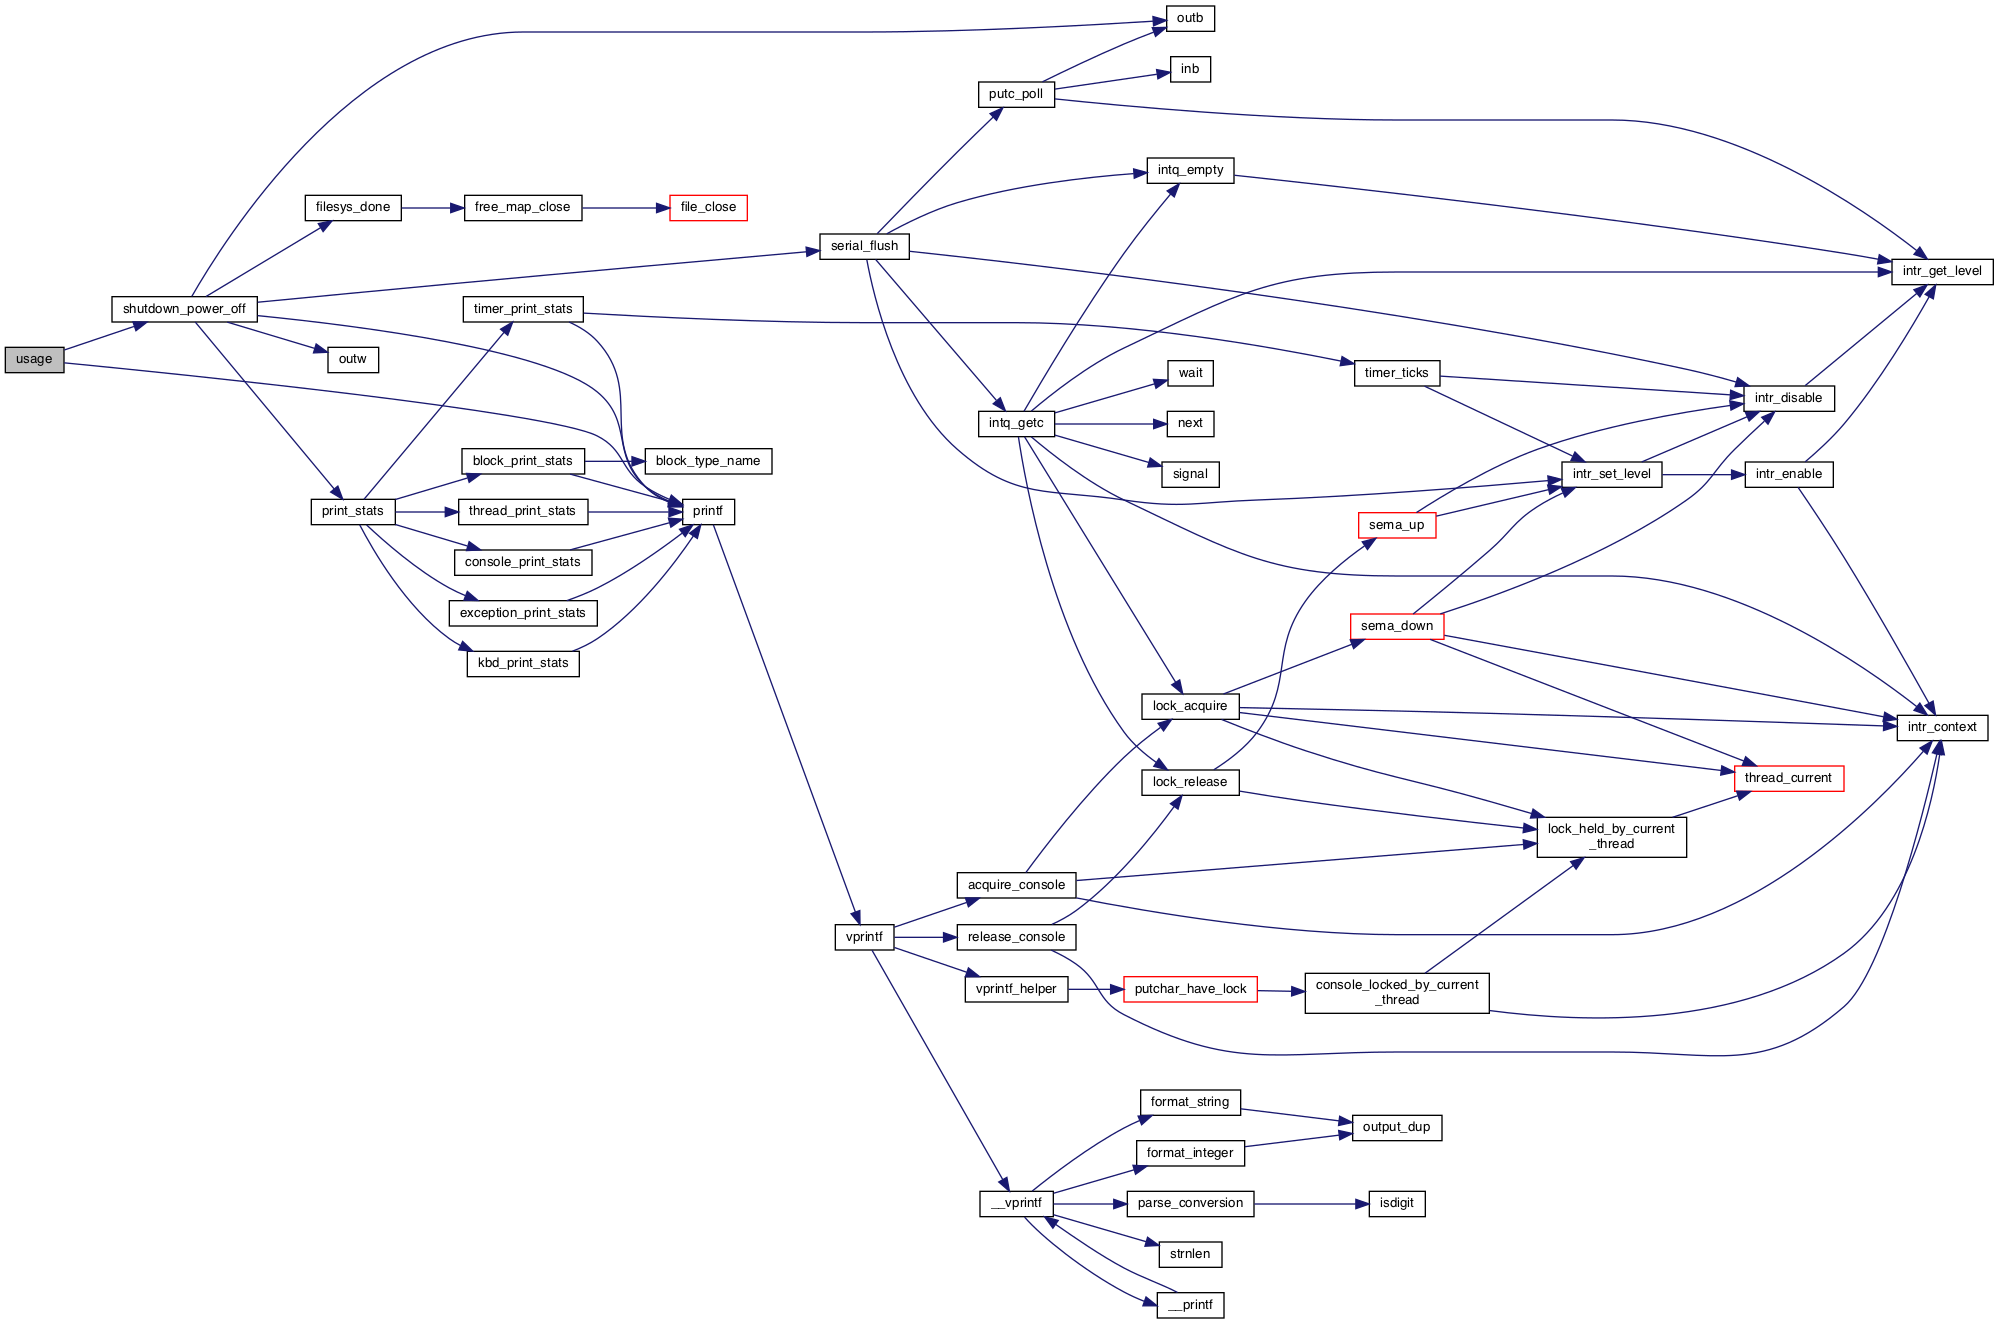 outb
inb
putc_poll
intq_empty
filesys_done
free_map_close
file_close
serial_flush
intr_get_level
shutdown_power_off
timer_print_stats
usage
outw
wait
timer_ticks
intr_disable
intq_getc
next
block_print_stats
block_type_name
signal
intr_set_level
intr_enable
print_stats
thread_print_stats
printf
sema_up
console_print_stats
exception_print_stats
sema_down
kbd_print_stats
lock_acquire
intr_context
lock_release
thread_current
lock_held_by_current
_thread
acquire_console
vprintf
release_console
vprintf_helper
putchar_have_lock
console_locked_by_current
_thread
format_string
output_dup
format_integer
__vprintf
parse_conversion
isdigit
strnlen
__printf